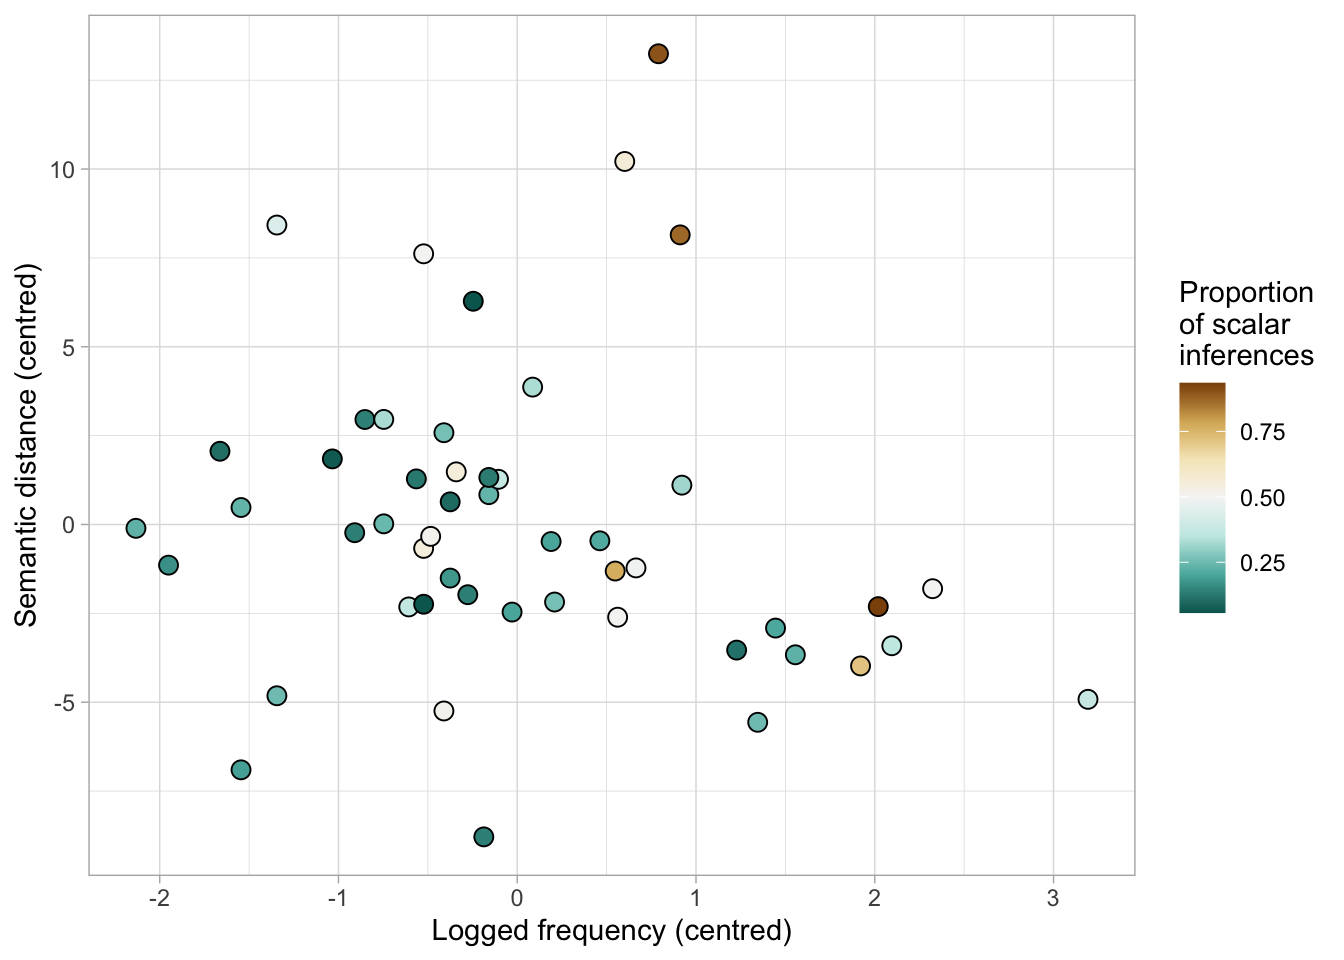 10
5
0
-5
-2
-1
0
1
2
3
Logged frequency (centred)
Semantic distance (centred)
Proportion
of scalar
inferences
0.75
0.50
0.25